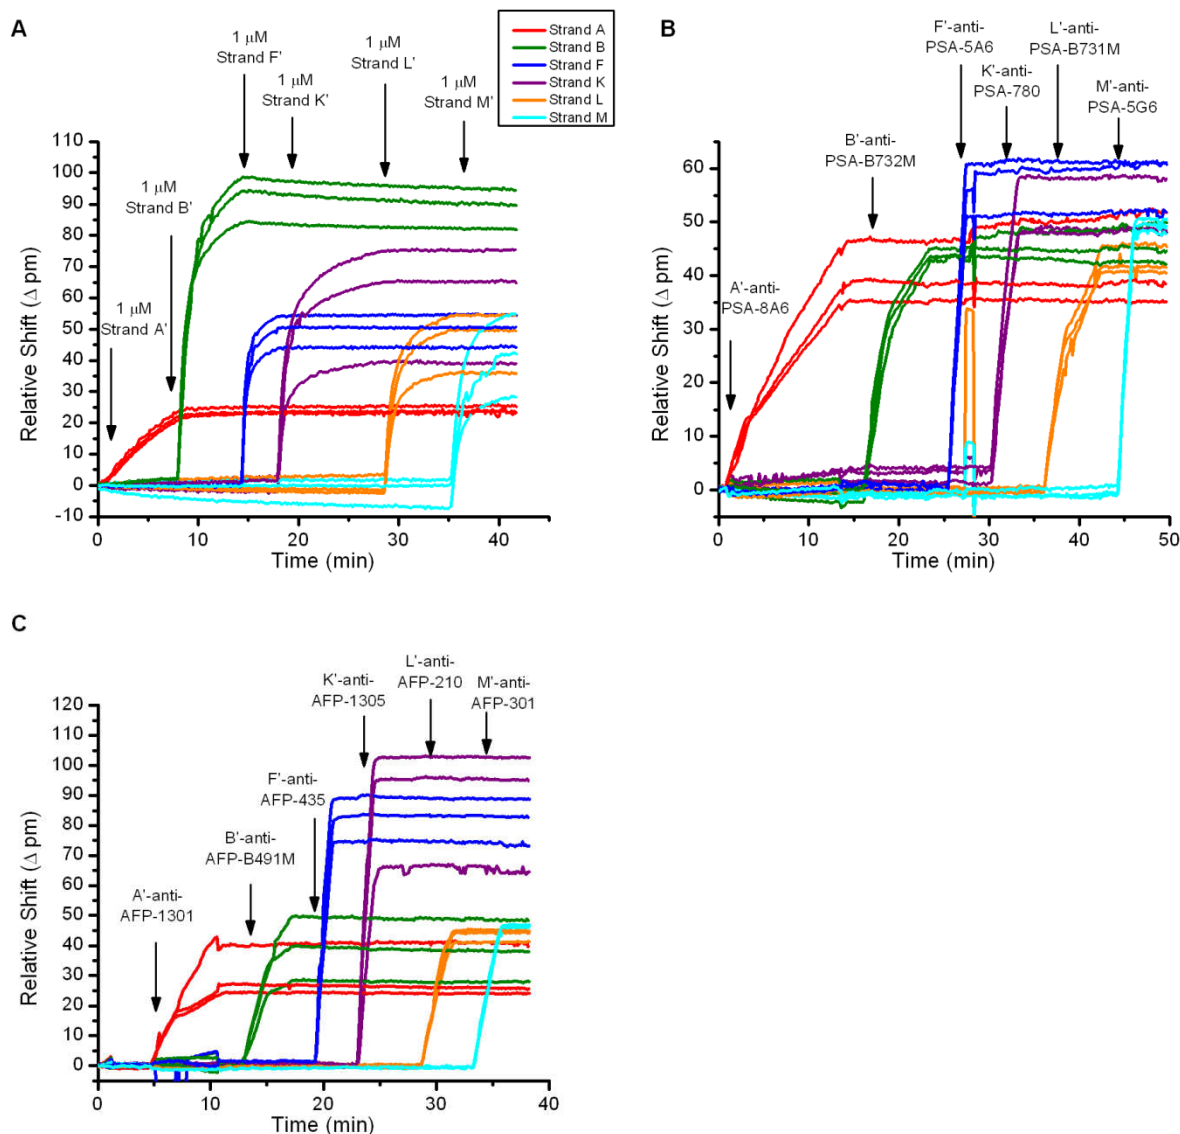 A
1 μM
Strand A'
1 μM
Strand B'
1 μM
Strand F'
1 μM
Strand K'
1 μM
Strand L'
1 μM
Strand M'
Strand A
Strand B
Strand F
Strand K
Strand L
Strand M
Relative Shift (Δ pm)
110
100
90
80
70
60
50
40
30
20
10
0
-10
0
10
20
30
40
Time (min)
B
A'-anti-
PSA-8A6
B'-anti-
PSA-B732M
F'-anti-
PSA-5A6
K'-anti-
PSA-780
L'-anti-
PSA-B731M
M'-anti-
PSA-5G6
Relative Shift (Δ pm)
60
50
40
30
20
10
0
0
10
20
30
40
50
Time (min)
C
A'-anti-
AFP-1301
B'-anti-
AFP-B491M
F'-anti-
AFP-435
K'-anti-
AFP-1305
L'-anti-
AFP-210
M'-anti-
AFP-301
Relative Shift (Δ pm)
120
110
100
90
80
70
60
50
40
30
20
10
0
0
10
20
30
40
Time (min)